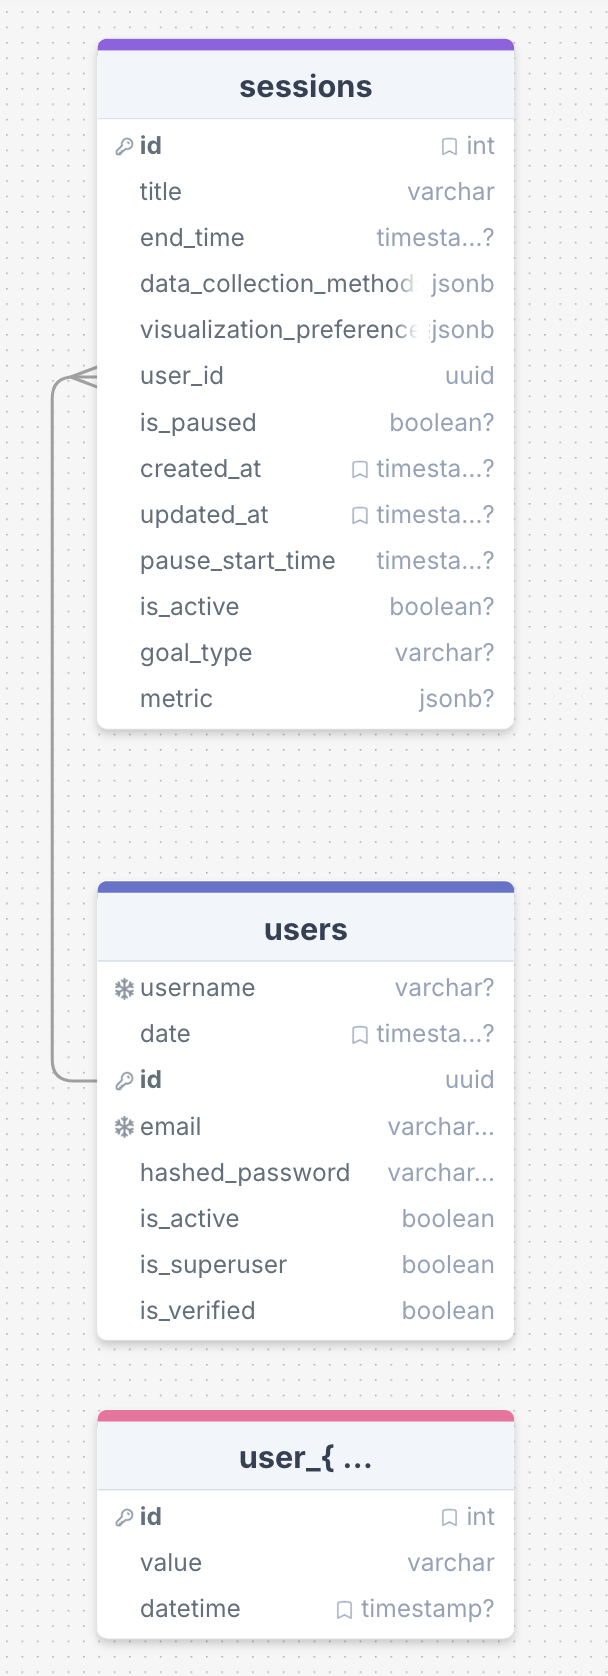 sessions
id int
title varchar
end_time timesta...?
data_collection_method jsonb
visualization_preference jsonb
user_id uuid
is_paused boolean?
created_at timesta...?
updated_at timesta...?
pause_start_time timesta...?
is_active boolean?
goal_type varchar?
metric jsonb?
users
username varchar?
date timesta...?
id uuid
email varchar...
hashed_password varchar...
is_active boolean
is_superuser boolean
is_verified boolean
user_{ ...
id int
value varchar
datetime timestamp?